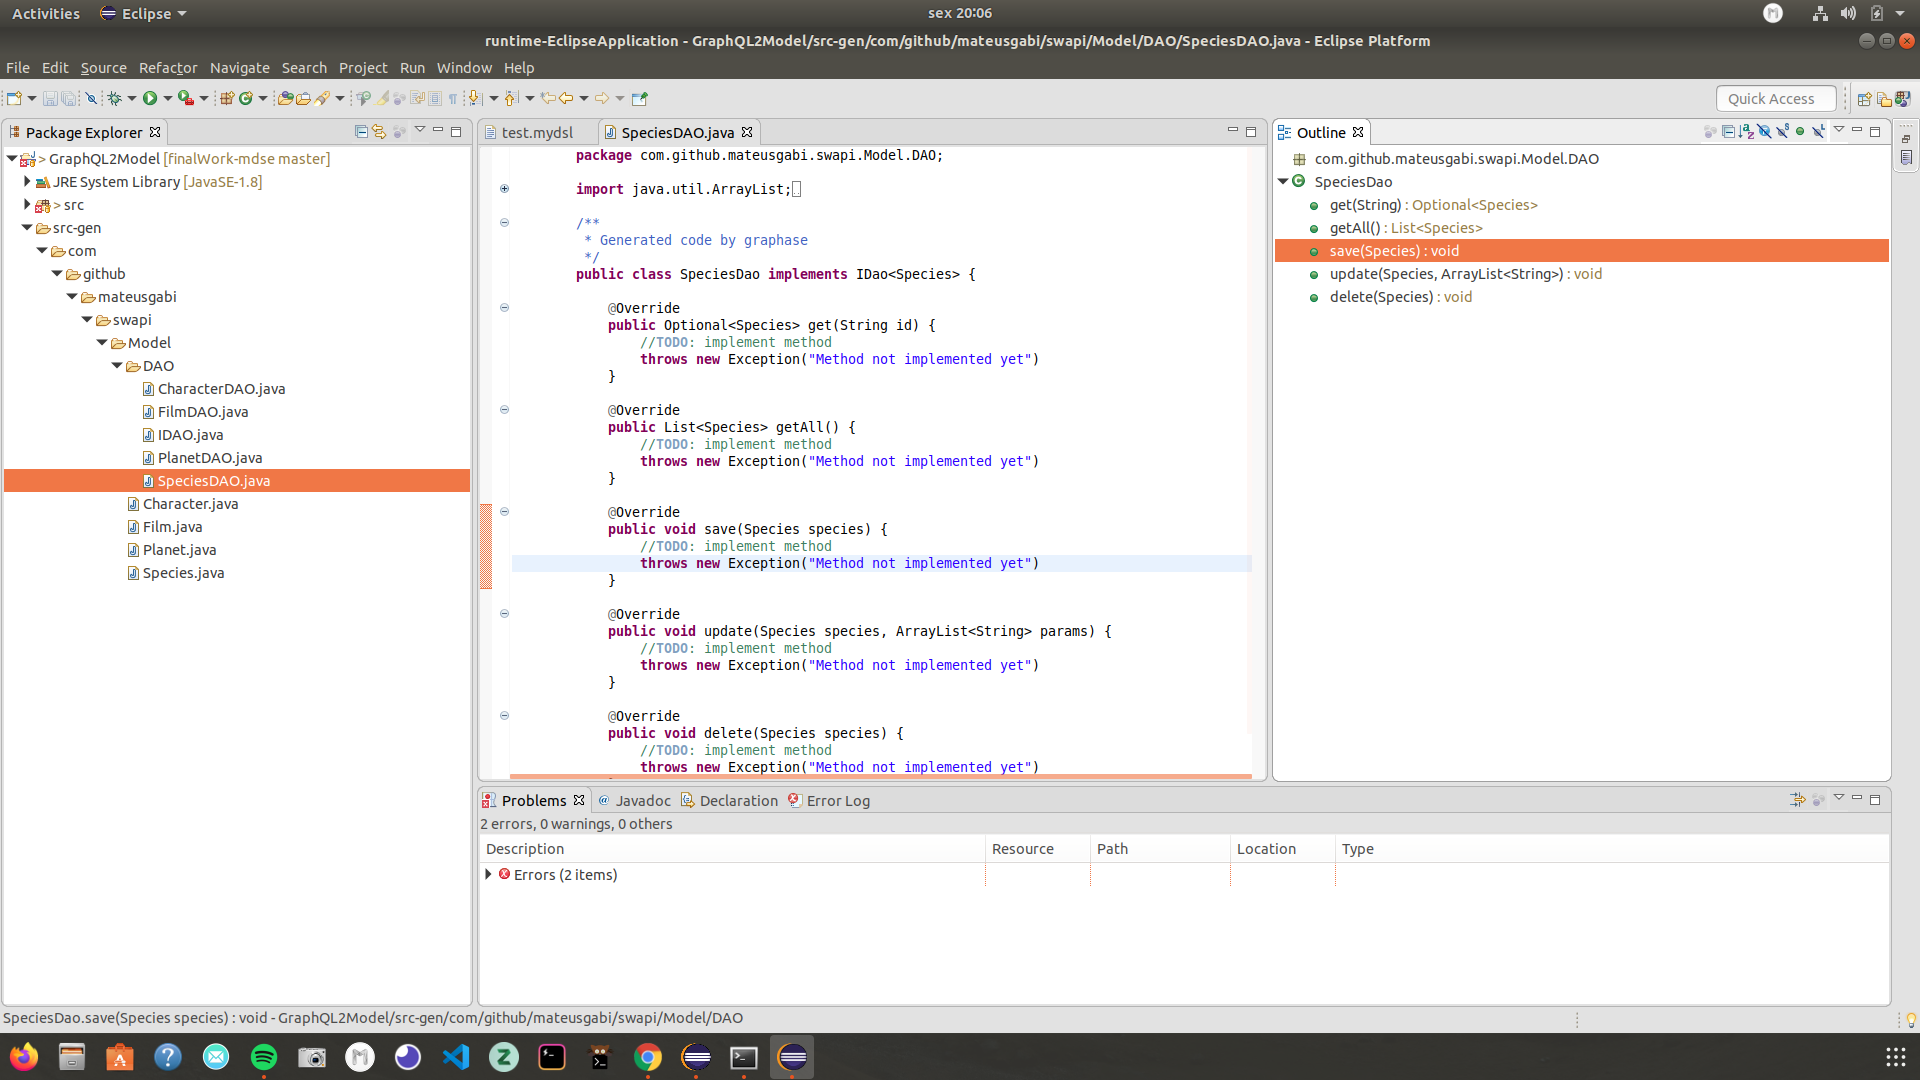 Activities Eclipse sex 20:06
runtime-EclipseApplication - GraphQL2Model/src-gen/com/github/mateusgabi/swapi/Model/DAO/SpeciesDAO.java - Eclipse Platform
File Edit Source Refactor Navigate Search Project Run Window Help
Quick Access
Package Explorer
> GraphQL2Model [finalWork-mdse master]
JRE System Library [JavaSE-1.8]
> src
src-gen
com
github
mateusgabi
swapi
Model
DAO
CharacterDAO.java
FilmDAO.java
IDAO.java
PlanetDAO.java
SpeciesDAO.java
Character.java
Film.java
Planet.java
Species.java
test.mydsl SpeciesDAO.java
package com.github.mateusgabi.swapi.Model.DAO;
import java.util.ArrayList;
/**
* Generated code by graphase
*/
public class SpeciesDao implements IDao<Species> {
@Override
public Optional<Species> get(String id) {
//TODO: implement method
throws new Exception("Method not implemented yet")
}
@Override
public List<Species> getAll() {
//TODO: implement method
throws new Exception("Method not implemented yet")
}
@Override
public void save(Species species) {
//TODO: implement method
throws new Exception("Method not implemented yet")
}
@Override
public void update(Species species, ArrayList<String> params) {
//TODO: implement method
throws new Exception("Method not implemented yet")
}
@Override
public void delete(Species species) {
//TODO: implement method
throws new Exception("Method not implemented yet")
Outline
com.github.mateusgabi.swapi.Model.DAO
SpeciesDao
get(String) : Optional<Species>
getAll() : List<Species>
save(Species) : void
update(Species, ArrayList<String>) : void
delete(Species) : void
Problems Javadoc Declaration Error Log
2 errors, 0 warnings, 0 others
Description Resource Path Location Type
Errors (2 items)
SpeciesDao.save(Species species) : void - GraphQL2Model/src-gen/com/github/mateusgabi/swapi/Model/DAO